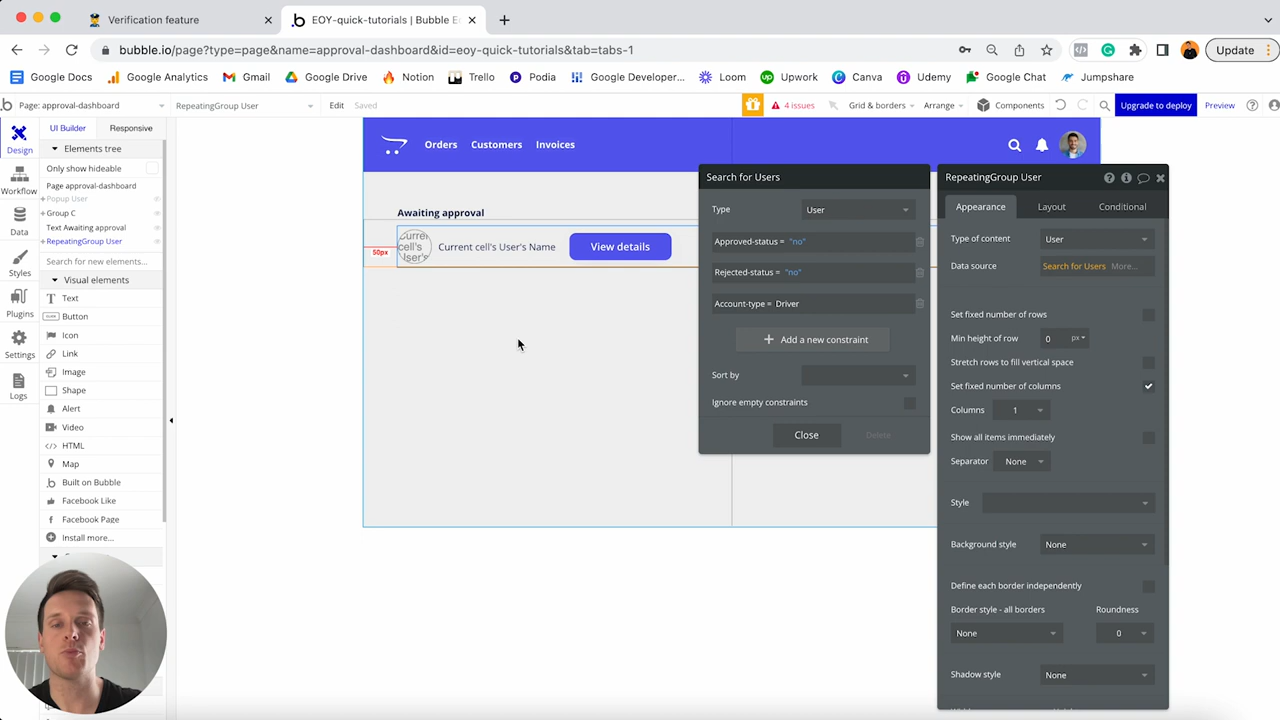 Verification feature
EOY-quick-tutorials | Bubble E
bubble.io/page?type=page&name=approval-dashboard&id=eoy-quick-tutorials&tab=tabs-1
Update
Google Docs
Google Analytics
Gmail
Google Drive
Notion
Trello
Podia
Google Developer...
Loom
Upwork
Canva
Udemy
Google Chat
Jumpshare
Page: approval-dashboard
RepeatingGroup User
Edit
Saved
4 issues
Grid & borders
Arrange
Components
Upgrade to deploy
Preview
Design
Workflow
Data
Styles
Plugins
Settings
Logs
UI Builder
Responsive
Elements tree
Only show hideable
Page approval-dashboard
Popup User
Group C
Text Awaiting approval
RepeatingGroup User
Search for new elements...
Visual elements
Text
Button
Icon
Link
Image
Shape
Alert
Video
HTML
Map
Built on Bubble
Facebook Like
Facebook Page
Install more...
Orders
Customers
Invoices
Awaiting approval
50px
Current
cell's
User's
Current cell's User's Name
View details
Search for Users
Type
User
Approved-status = "no"
Rejected-status = "no"
Account-type = Driver
Add a new constraint
Sort by
Ignore empty constraints
Close
Delete
RepeatingGroup User
Appearance
Layout
Conditional
Type of content
User
Data source
Search for Users More...
Set fixed number of rows
Min height of row
0 px
Stretch rows to fill vertical space
Set fixed number of columns
Columns
1
Show all items immediately
Separator
None
Style
Background style
None
Define each border independently
Border style - all borders
Roundness
None
0
Shadow style
None